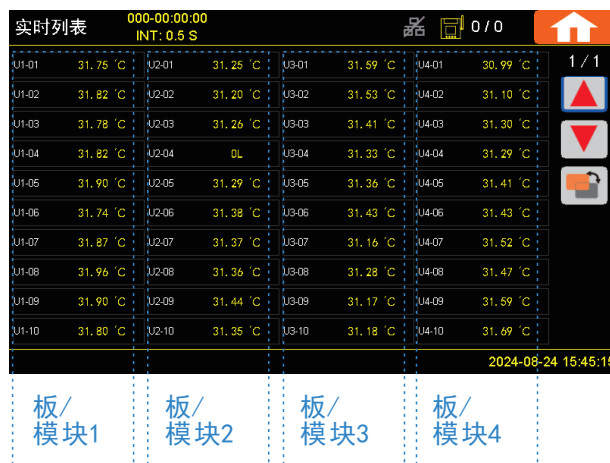 实时列表 000-00:00:00 0/0
INT: 0.5 S
1/1
U1-01 31.75 ℃ U2-01 31.25 ℃ U3-01 31.59 ℃ U4-01 30.99 ℃
U1-02 31.82 ℃ U2-02 31.20 ℃ U3-02 31.53 ℃ U4-02 31.10 ℃
U1-03 31.78 ℃ U2-03 31.26 ℃ U3-03 31.41 ℃ U4-03 31.30 ℃
U1-04 31.82 ℃ U2-04 OL U3-04 31.33 ℃ U4-04 31.29 ℃
U1-05 31.90 ℃ U2-05 31.29 ℃ U3-05 31.36 ℃ U4-05 31.41 ℃
U1-06 31.74 ℃ U2-06 31.38 ℃ U3-06 31.43 ℃ U4-06 31.43 ℃
U1-07 31.87 ℃ U2-07 31.37 ℃ U3-07 31.16 ℃ U4-07 31.52 ℃
U1-08 31.96 ℃ U2-08 31.36 ℃ U3-08 31.28 ℃ U4-08 31.47 ℃
U1-09 31.90 ℃ U2-09 31.44 ℃ U3-09 31.17 ℃ U4-09 31.59 ℃
U1-10 31.80 ℃ U2-10 31.35 ℃ U3-10 31.18 ℃ U4-10 31.69 ℃
2024-08-24 15:45:15
板/ 板/ 板/ 板/
模块1 模块2 模块3 模块4